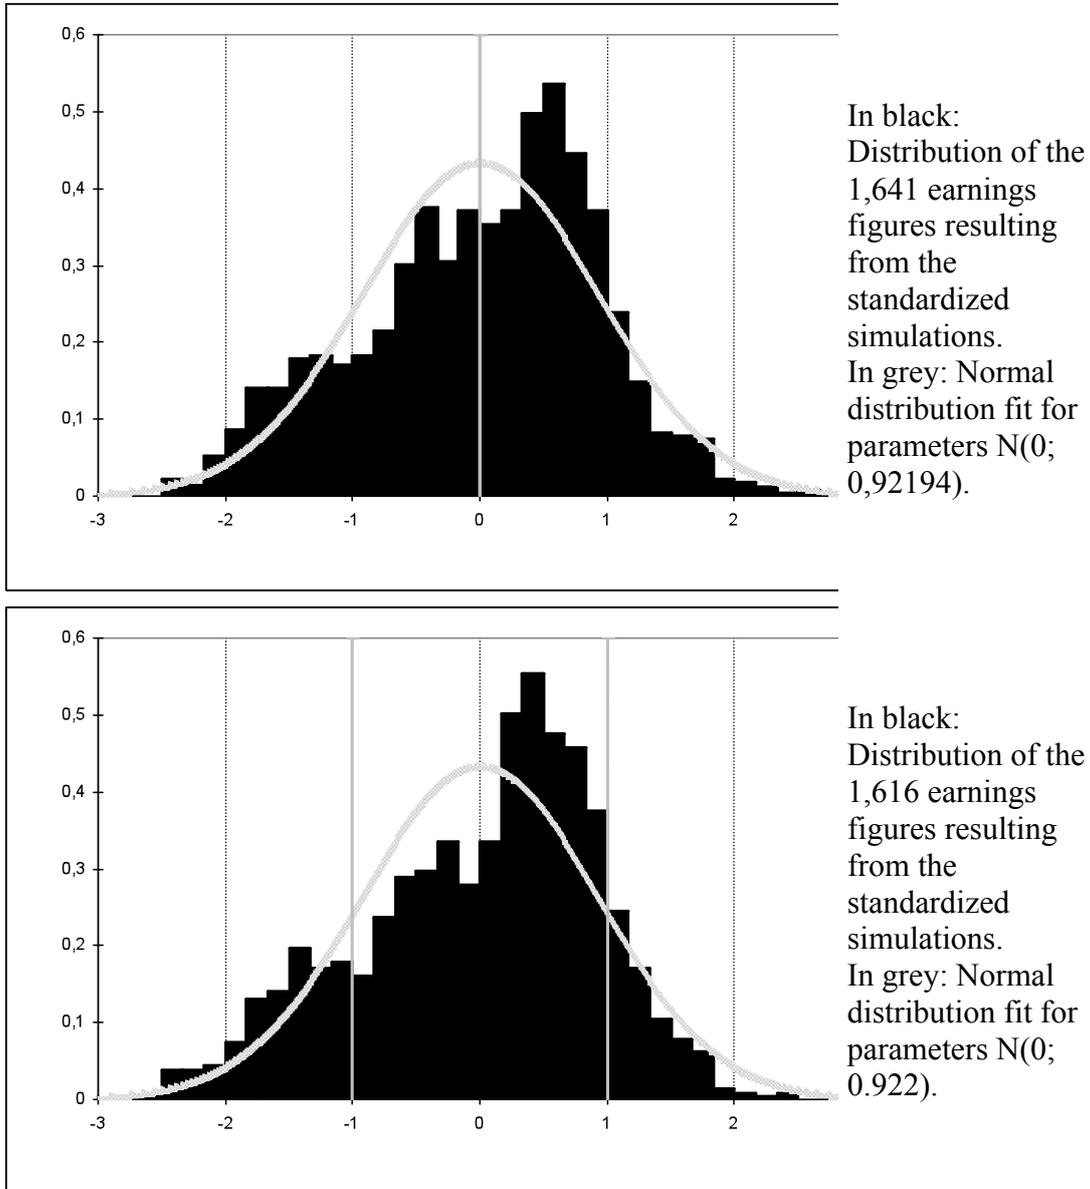 0,6
0,5
0,4
0,3
0,2
0,1
0
-3 -2 -1 0 1 2
In black:
Distribution of the
1,641 earnings
figures resulting
from the
standardized
simulations.
In grey: Normal
distribution fit for
parameters N(0;
0,92194).
0,6
0,5
0,4
0,3
0,2
0,1
0
-3 -2 -1 0 1 2
In black:
Distribution of the
1,616 earnings
figures resulting
from the
standardized
simulations.
In grey: Normal
distribution fit for
parameters N(0;
0.922).